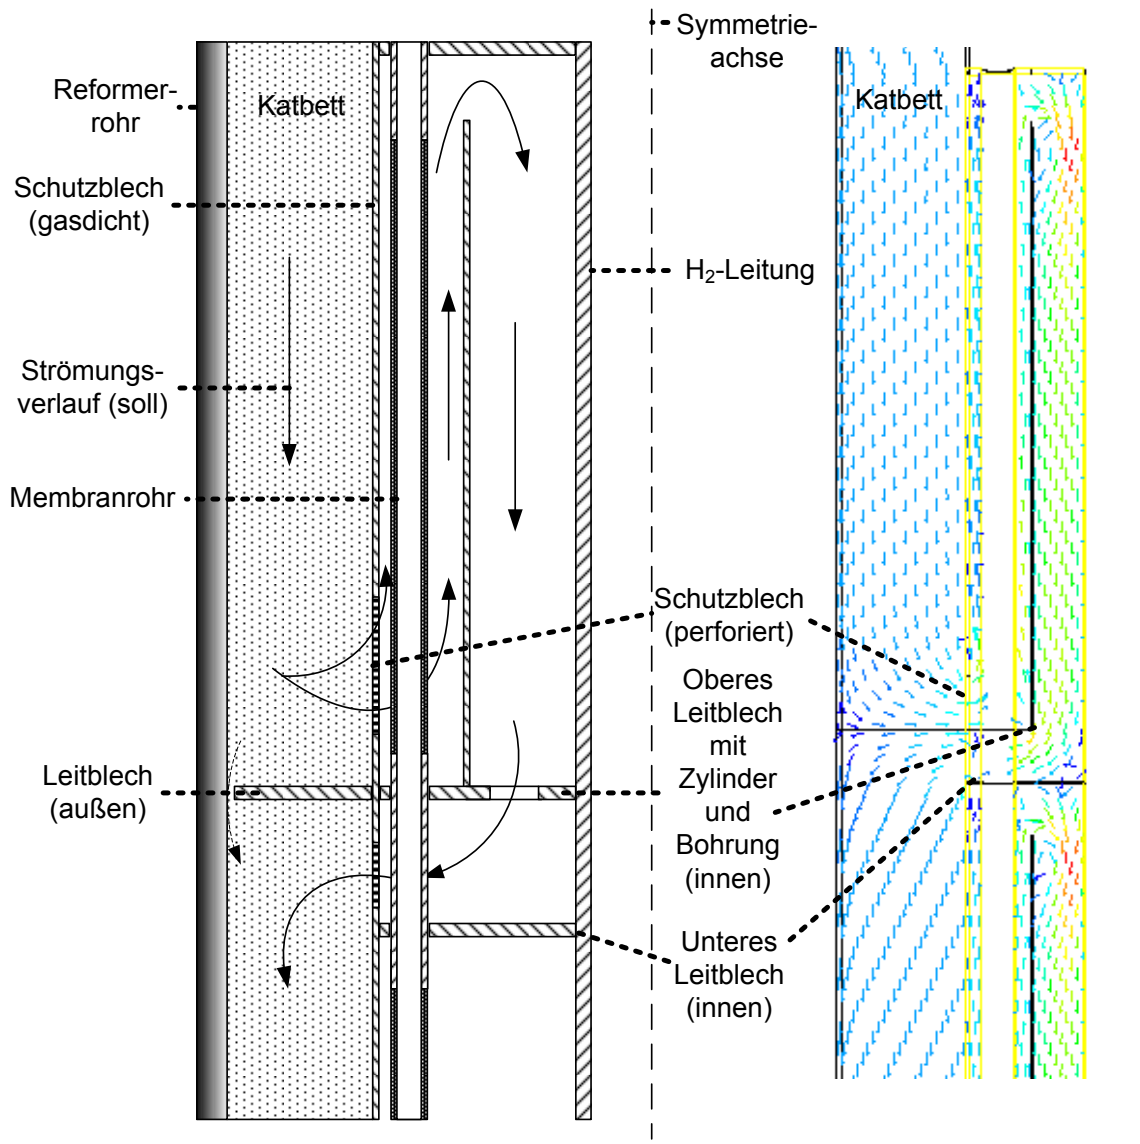 Symmetrie-
achse
Reformer-
rohr
Katbett
Katbett
Schutzblech
(gasdicht)
H₂-Leitung
Strömungs-
verlauf (soll)
Membranrohr
Schutzblech
(perforiert)
Oberes
Leitblech
mit
Zylinder
und
Bohrung
(innen)
Leitblech
(außen)
Unteres
Leitblech
(innen)